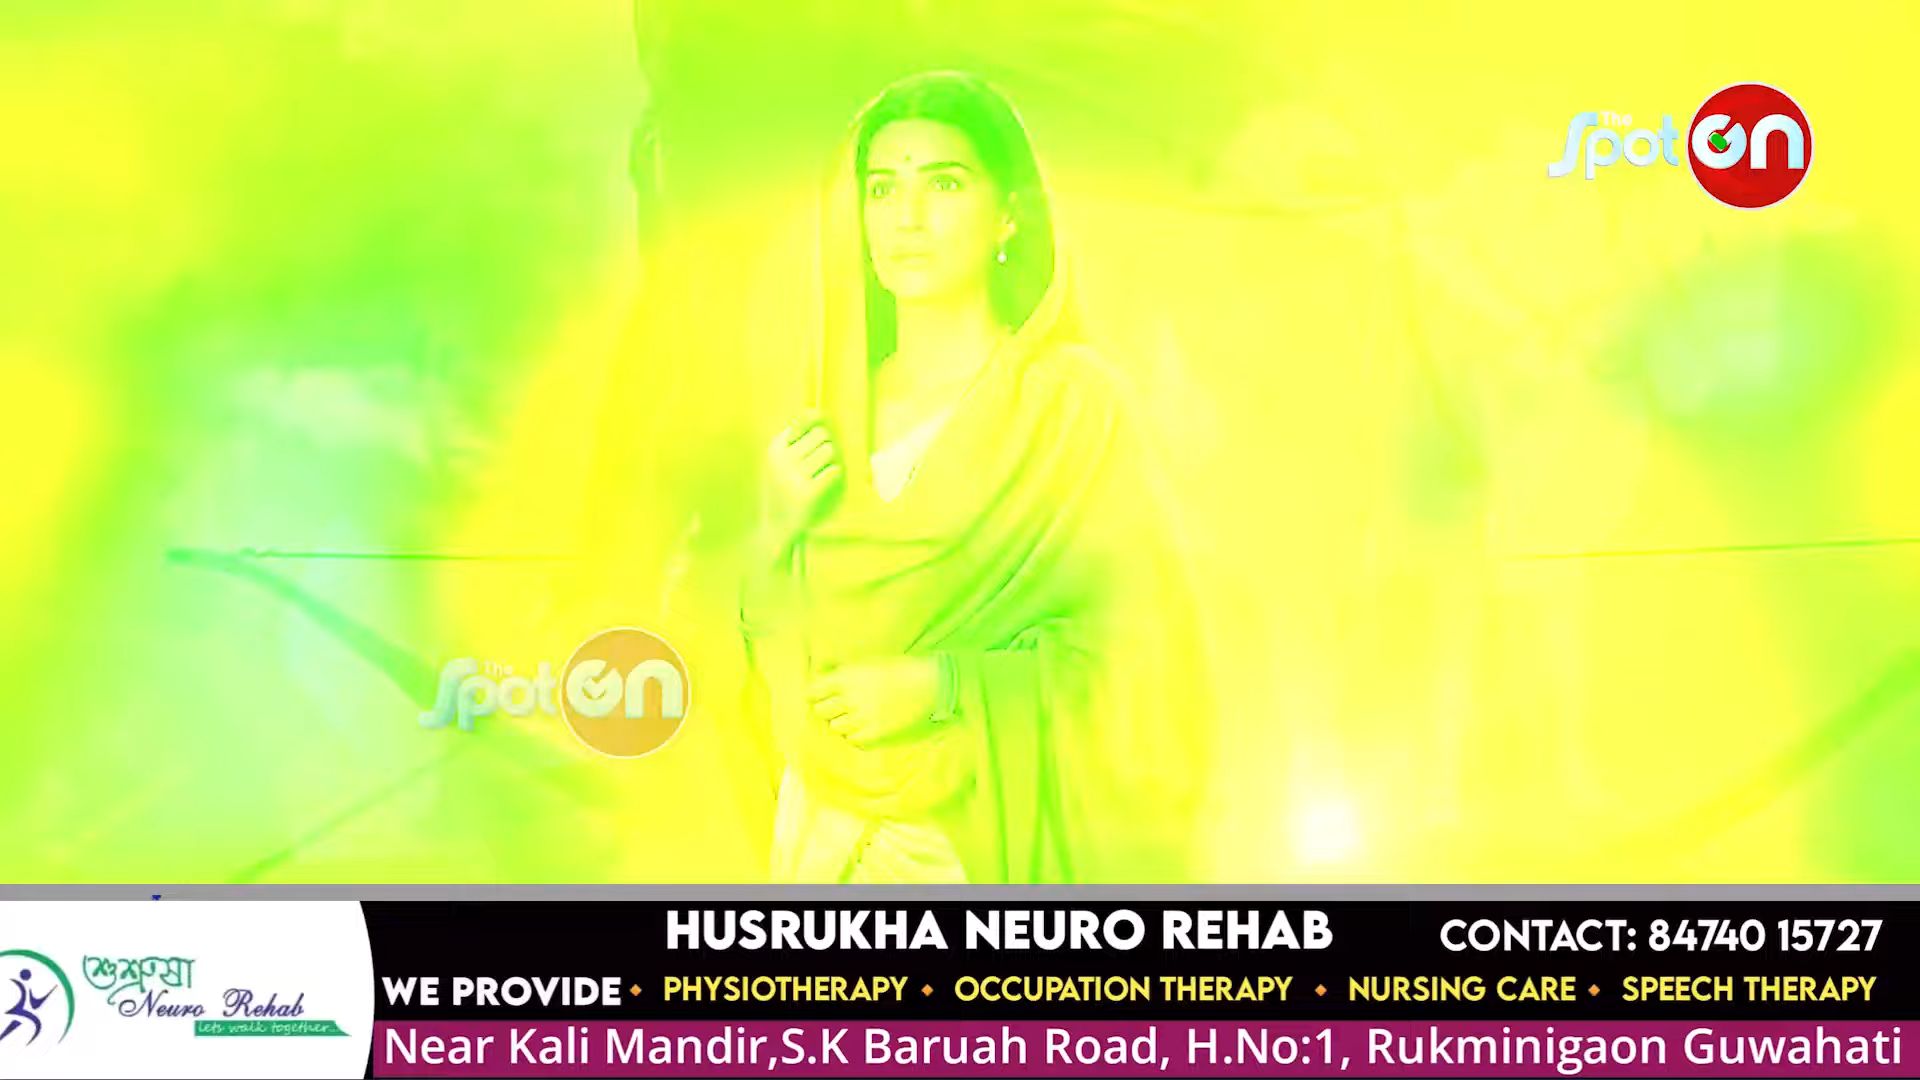 The Spot ON
The Spot ON
HUSRUKHA NEURO REHAB
CONTACT: 84740 15727
শুশ্ৰূষা
Neuro Rehab
lets walk together...
WE PROVIDE • PHYSIOTHERAPY • OCCUPATION THERAPY • NURSING CARE • SPEECH THERAPY
Near Kali Mandir,S.K Baruah Road, H.No:1, Rukminigaon Guwahati